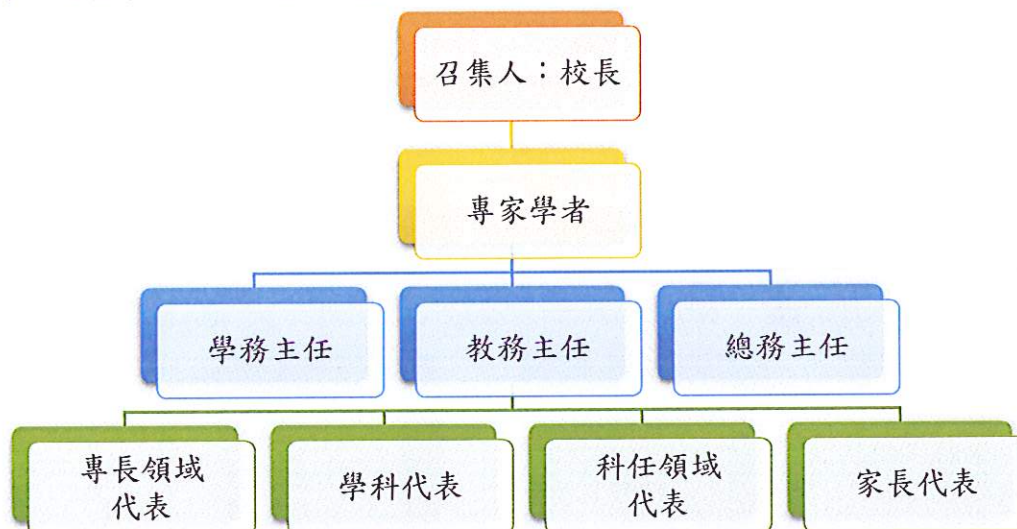 召集人：校長
專家學者
學務主任
教務主任
總務主任
專長領域
代表
學科代表
科任領域
代表
家長代表